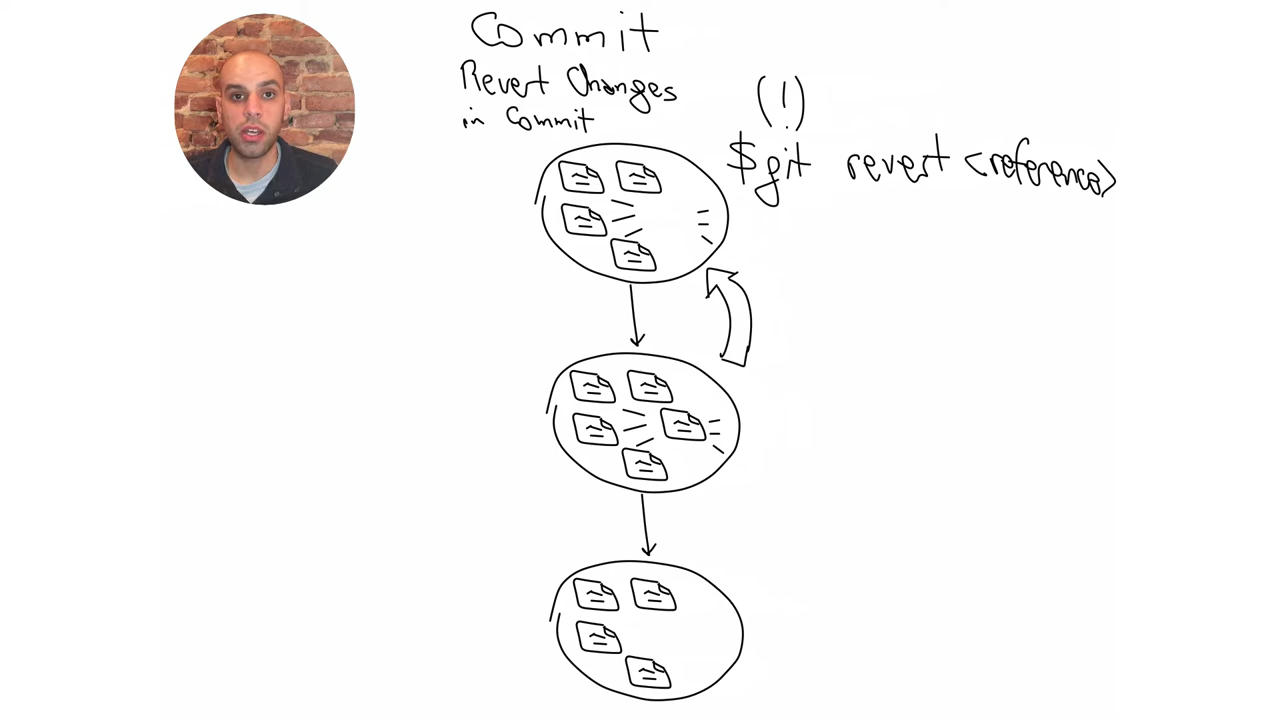 Commit
Revert Changes
in Commit
(!)
$git revert <reference>